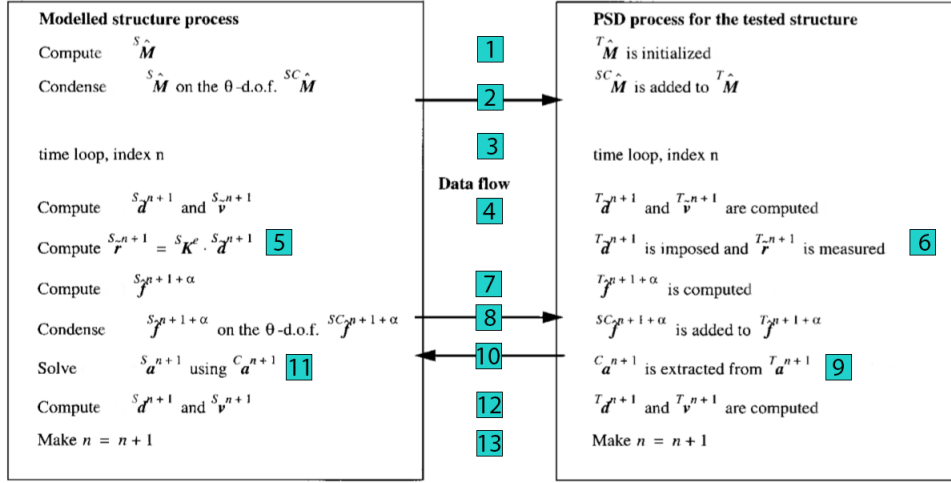 Modelled structure process
Compute S M̂
Condense S M̂ on the θ-d.o.f. SC M̂
time loop, index n
Compute S d̃ n+1 and S ṽ n+1
Compute S r̃ n+1 = S K e · S d̃ n+1 5
Compute S f̂ n+1+α
Condense S f̂ n+1+α on the θ-d.o.f. SC f̂ n+1+α
Solve S a n+1 using C a n+1 11
Compute S d n+1 and S v n+1
Make n = n+1
1
2
3
Data flow
4
7
8
10
12
13
PSD process for the tested structure
T M̂ is initialized
SC M̂ is added to T M̂
time loop, index n
T d̃ n+1 and T ṽ n+1 are computed
T d̃ n+1 is imposed and T r̃ n+1 is measured 6
T f̂ n+1+α is computed
SC f̂ n+1+α is added to T f̂ n+1+α
C a n+1 is extracted from T a n+1 9
T d n+1 and T v n+1 are computed
Make n = n+1